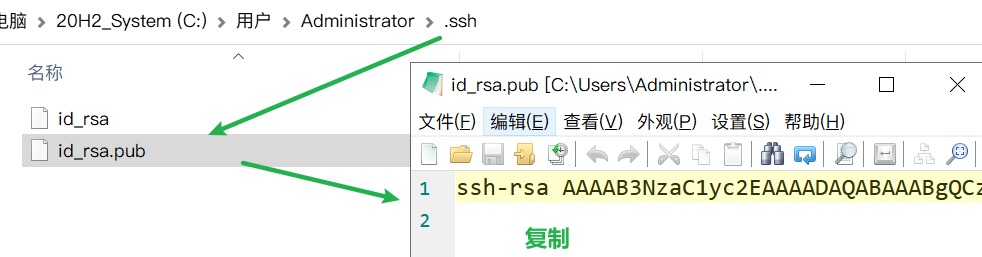 电脑 > 20H2_System (C:) > 用户 > Administrator > .ssh
名称
id_rsa
id_rsa.pub
id_rsa.pub [C:\Users\Administrator\....
文件(F) 编辑(E) 查看(V) 外观(P) 设置(S) 帮助(H)
1 ssh-rsa AAAAB3NzaC1yc2EAAAADAQABAAABgQCz
2
复制